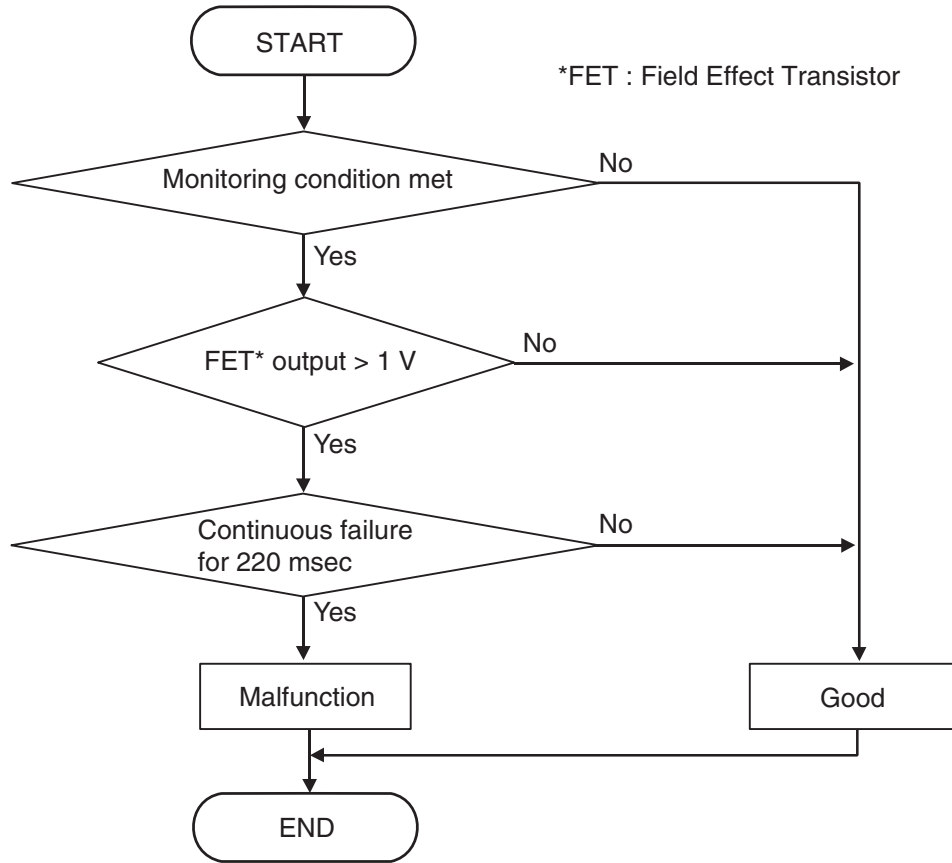 START
*FET : Field Effect Transistor
Monitoring condition met
No
Yes
FET* output > 1 V
No
Yes
Continuous failure
for 220 msec
No
Yes
Malfunction
Good
END